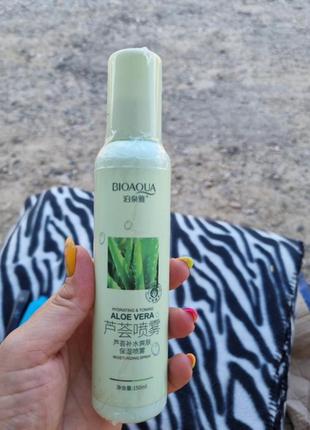 BIOAQUA
泊泉雅
HYDRATING & TONING
ALOE VERA
芦荟喷雾
芦荟补水爽肤
保湿喷雾
MOISTURIZING SPRAY
净含量:150ml